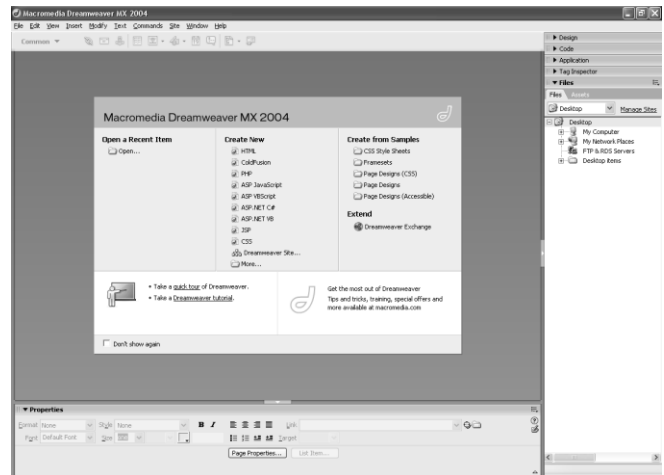 Macromedia Dreamweaver MX 2004
File Edit View Insert Modify Text Commands Site Window Help
Common
Design
Code
Application
Tag Inspector
Files
Files Assets
Desktop Manage Sites
Desktop
My Computer
My Network Places
FTP & RDS Servers
Desktop items
Macromedia Dreamweaver MX 2004
Open a Recent Item
Open...
Create New
HTML
ColdFusion
PHP
ASP JavaScript
ASP VBScript
ASP.NET C#
ASP.NET VB
JSP
CSS
Dreamweaver Site...
More...
Create from Samples
CSS Style Sheets
Framesets
Page Designs (CSS)
Page Designs
Page Designs (Accessible)
Extend
Dreamweaver Exchange
• Take a quick tour of Dreamweaver.
• Take a Dreamweaver tutorial.
Get the most out of Dreamweaver
Tips and tricks, training, special offers and
more available at macromedia.com
Don't show again
Properties
Format None Style None B I Link
Font Default Font Size None Target
Page Properties... List Item...